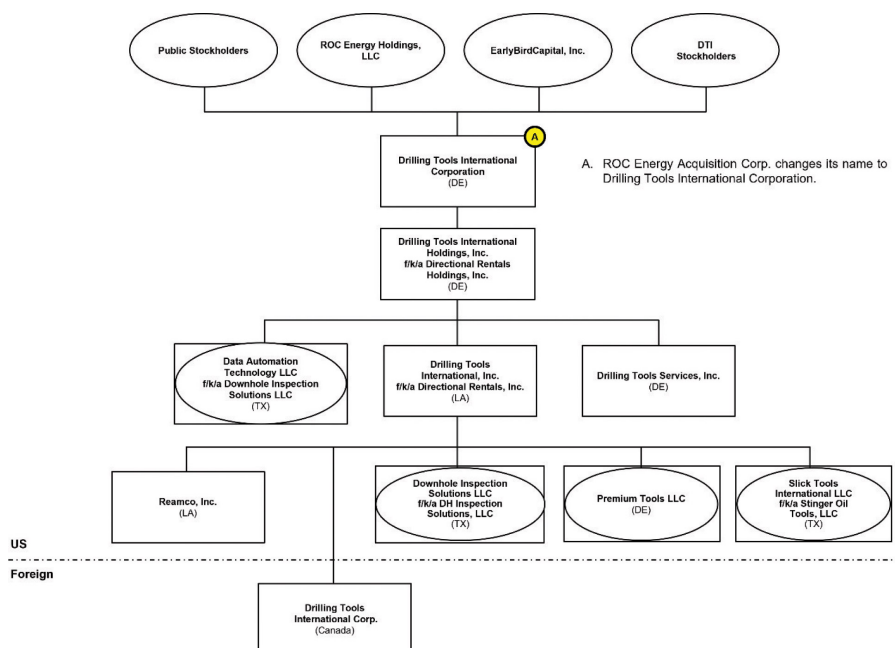 Public Stockholders
ROC Energy Holdings,
LLC
EarlyBirdCapital, Inc.
DTI
Stockholders
A
Drilling Tools International
Corporation
(DE)
A. ROC Energy Acquisition Corp. changes its name to
Drilling Tools International Corporation.
Drilling Tools International
Holdings, Inc.
f/k/a Directional Rentals
Holdings, Inc.
(DE)
Data Automation
Technology LLC
f/k/a Downhole Inspection
Solutions LLC
(TX)
Drilling Tools
International, Inc.
f/k/a Directional Rentals, Inc.
(LA)
Drilling Tools Services, Inc.
(DE)
Reamco, Inc.
(LA)
Downhole Inspection
Solutions LLC
f/k/a DH Inspection
Solutions, LLC
(TX)
Premium Tools LLC
(DE)
Slick Tools
International LLC
f/k/a Stinger Oil
Tools, LLC
(TX)
US
Foreign
Drilling Tools
International Corp.
(Canada)